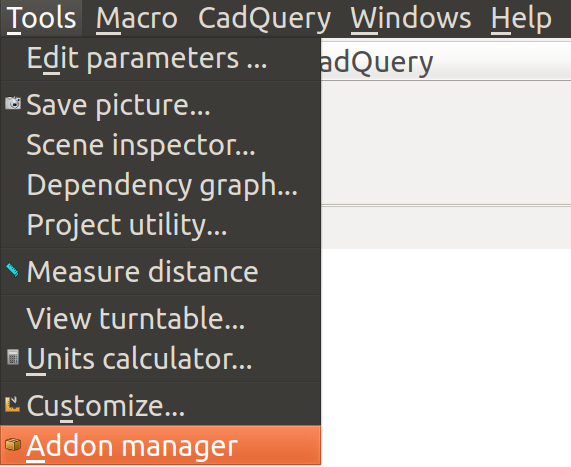 Tools Macro CadQuery Windows Help
Edit parameters ...
adQuery
Save picture...
Scene inspector...
Dependency graph...
Project utility...
Measure distance
View turntable...
Units calculator...
Customize...
Addon manager